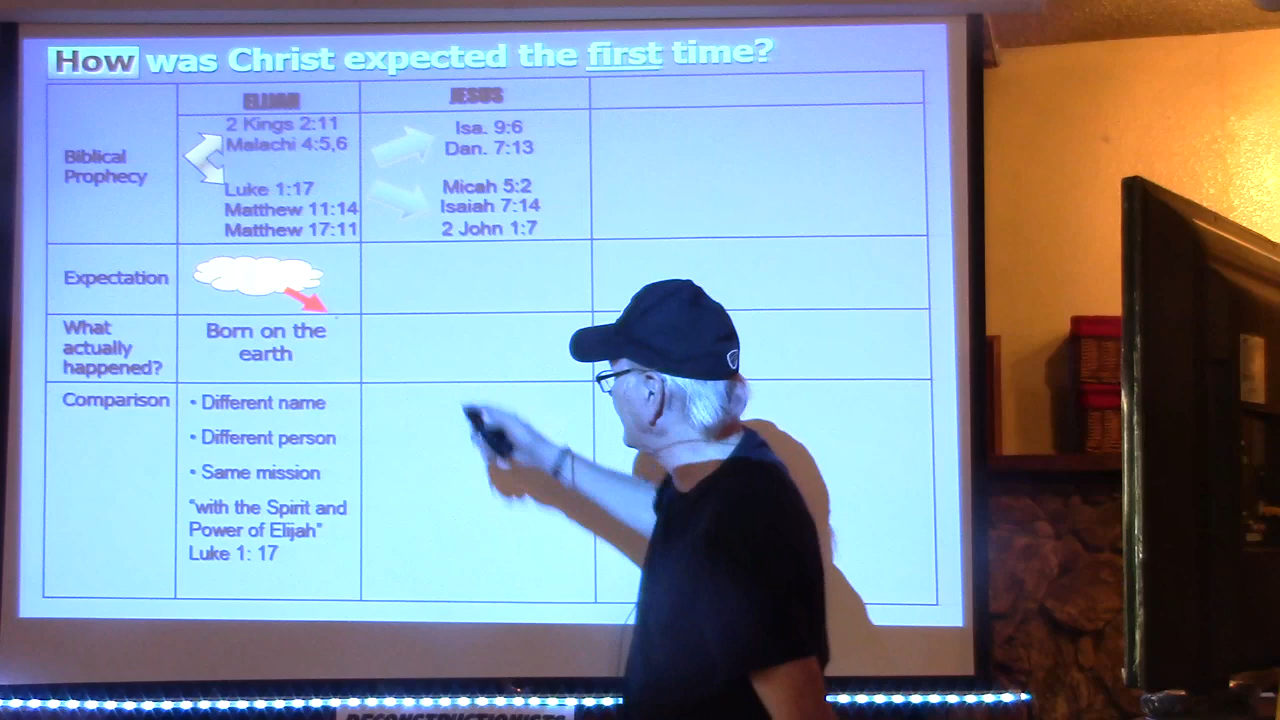 How was Christ expected the first time?
ELIJAH
JESUS
Biblical
Prophecy
2 Kings 2:11
Malachi 4:5,6
Luke 1:17
Matthew 11:14
Matthew 17:11
Isa. 9:6
Dan. 7:13
Micah 5:2
Isaiah 7:14
2 John 1:7
Expectation
What
actually
happened?
Born on the
earth
Comparison
• Different name
• Different person
• Same mission
“with the Spirit and
Power of Elijah”
Luke 1: 17
DECONSTRUCTIONISTS